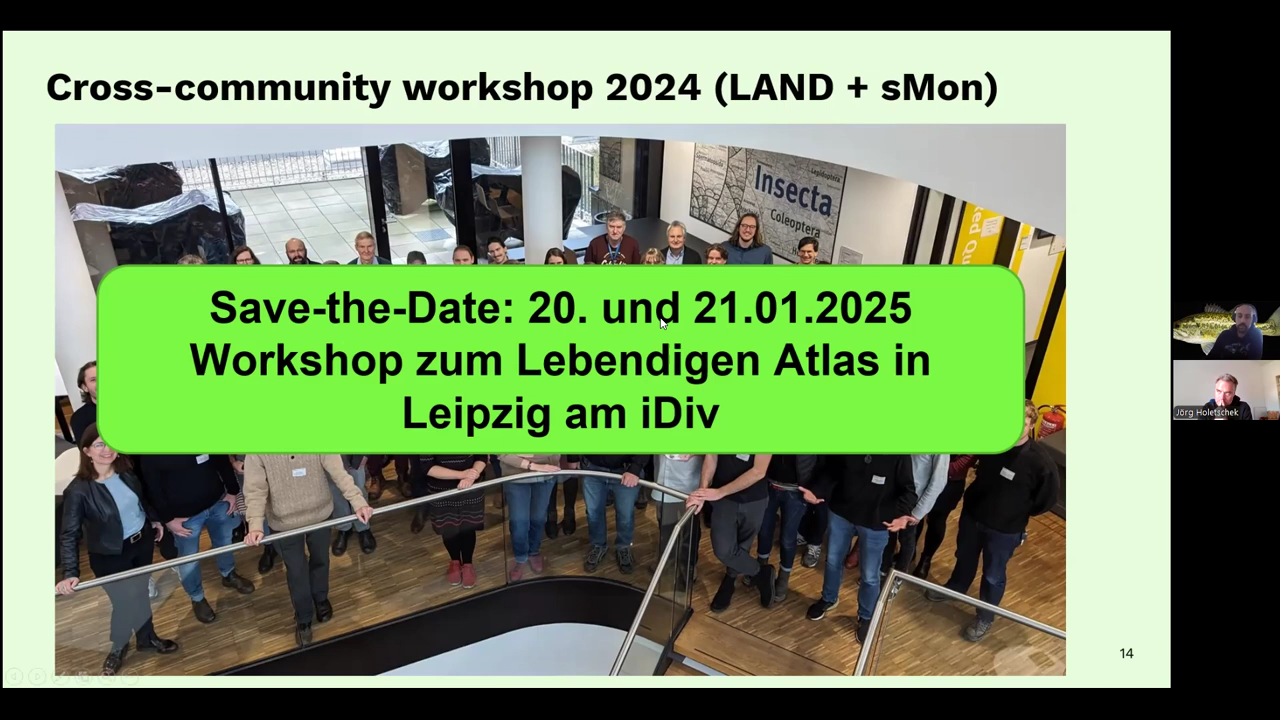 Cross-community workshop 2024 (LAND + sMon)
Lepidoptera
Insecta
Coleoptera
Save-the-Date: 20. und 21.01.2025
Workshop zum Lebendigen Atlas in
Leipzig am iDiv
Jörg Holetschek
14